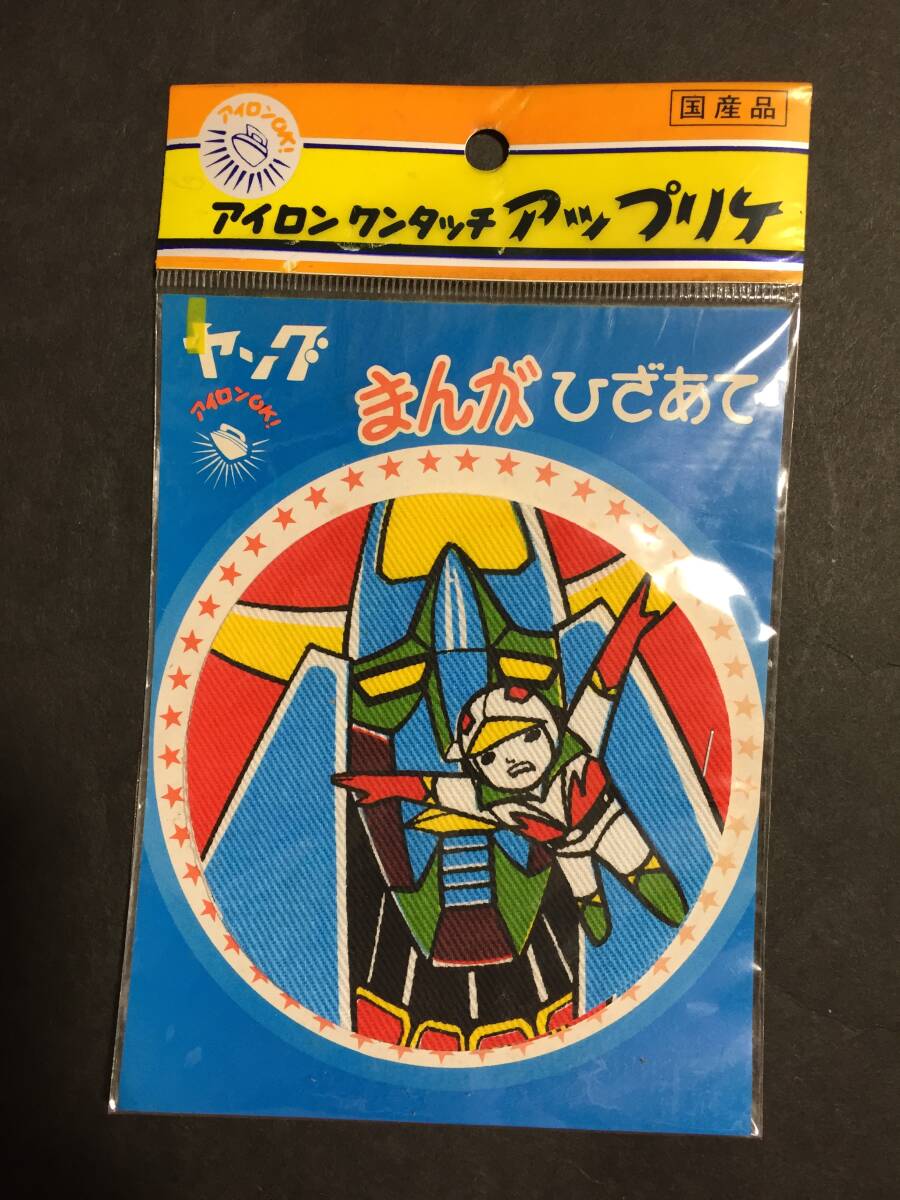 アイロンOK!
国産品
アイロンワンタッチ アップリケ
ヤング
まんが ひざあて
アイロンOK!